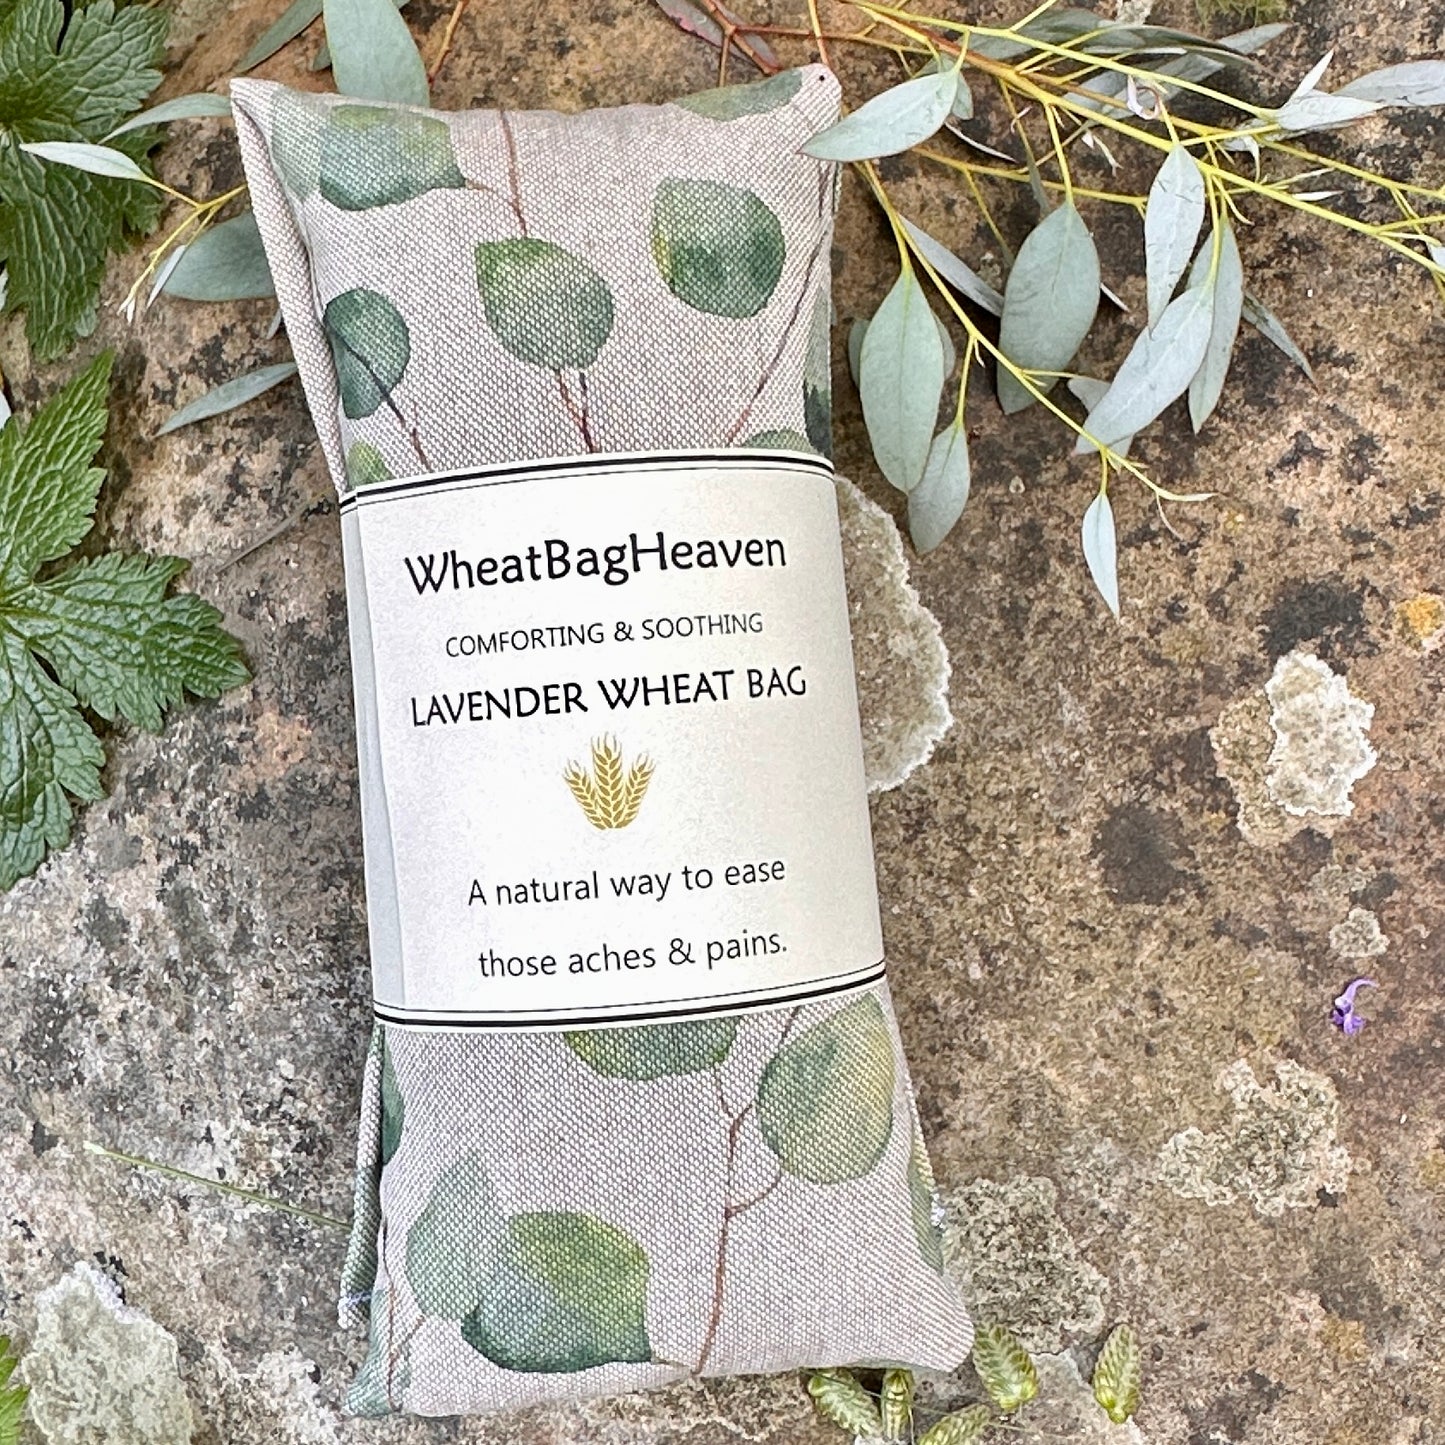 WheatBagHeaven
COMFORTING & SOOTHING
LAVENDER WHEAT BAG
A natural way to ease
those aches & pains.